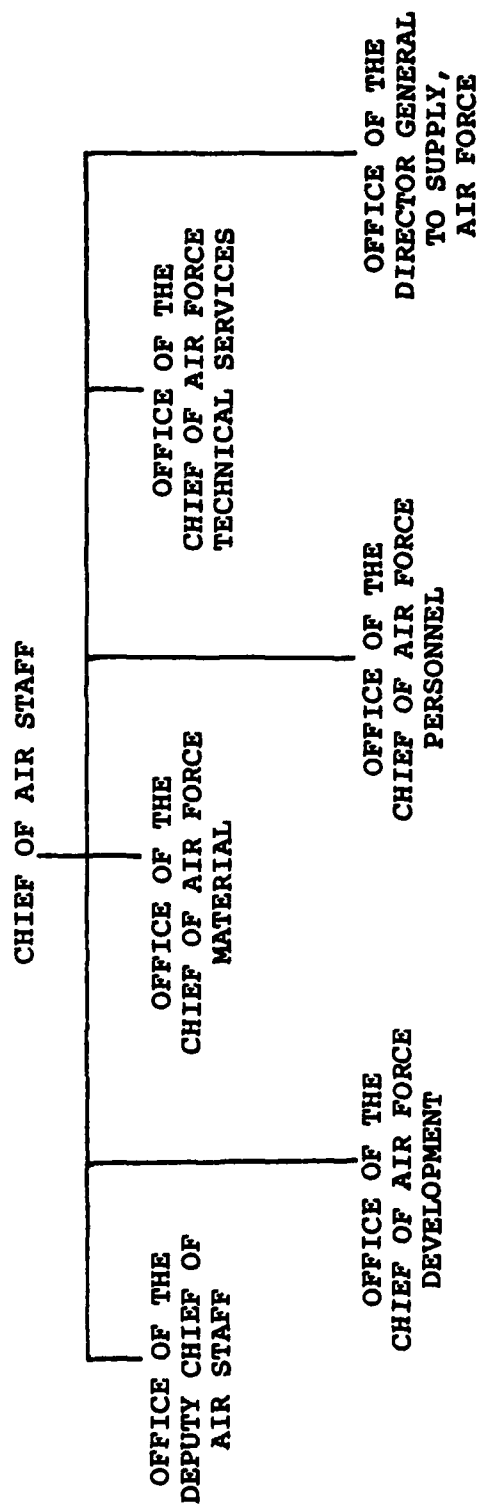 CHIEF OF AIR STAFF
OFFICE OF THE
DEPUTY CHIEF OF
AIR STAFF
OFFICE OF THE
CHIEF OF AIR FORCE
MATERIAL
OFFICE OF THE
CHIEF OF AIR FORCE
TECHNICAL SERVICES
OFFICE OF THE
CHIEF OF AIR FORCE
DEVELOPMENT
OFFICE OF THE
CHIEF OF AIR FORCE
PERSONNEL
OFFICE OF THE
DIRECTOR GENERAL
TO SUPPLY,
AIR FORCE